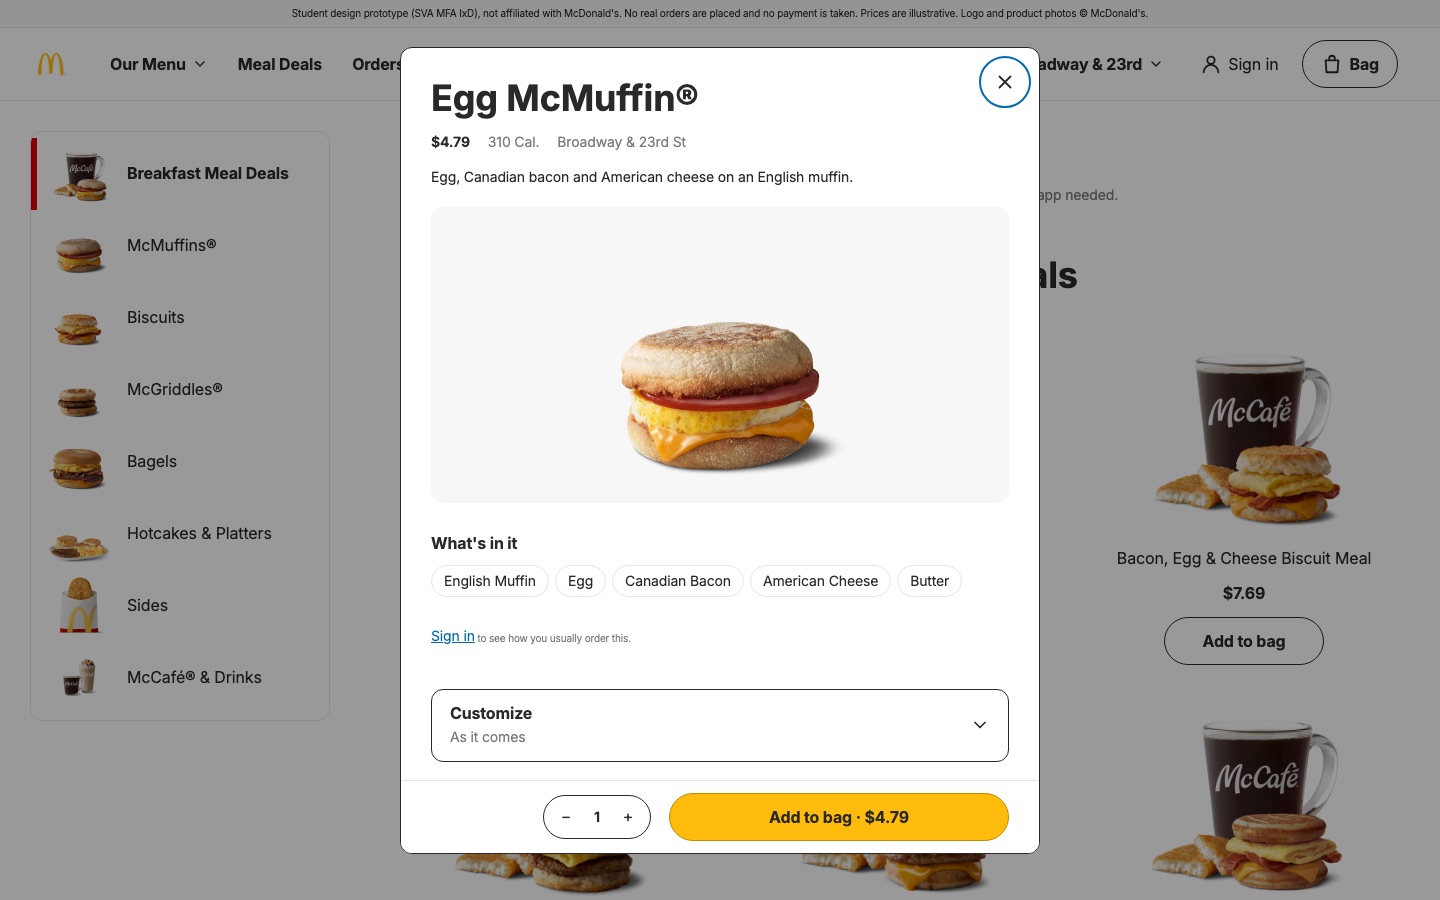 Student design prototype (SVA MFA IxD), not affiliated with McDonald's. No real orders are placed and no payment is taken. Prices are illustrative. Logo and product photos © McDonald's.
Our Menu
Meal Deals
Orders
adway & 23rd
Sign in
Bag
Breakfast Meal Deals
McMuffins®
Biscuits
McGriddles®
Bagels
Hotcakes & Platters
Sides
McCafé® & Drinks
Egg McMuffin®
$4.79 310 Cal. Broadway & 23rd St
Egg, Canadian bacon and American cheese on an English muffin.
What's in it
English Muffin
Egg
Canadian Bacon
American Cheese
Butter
Sign in to see how you usually order this.
Customize
As it comes
− 1 +
Add to bag · $4.79
app needed.
als
McCafé
Bacon, Egg & Cheese Biscuit Meal
$7.69
Add to bag
McCafé